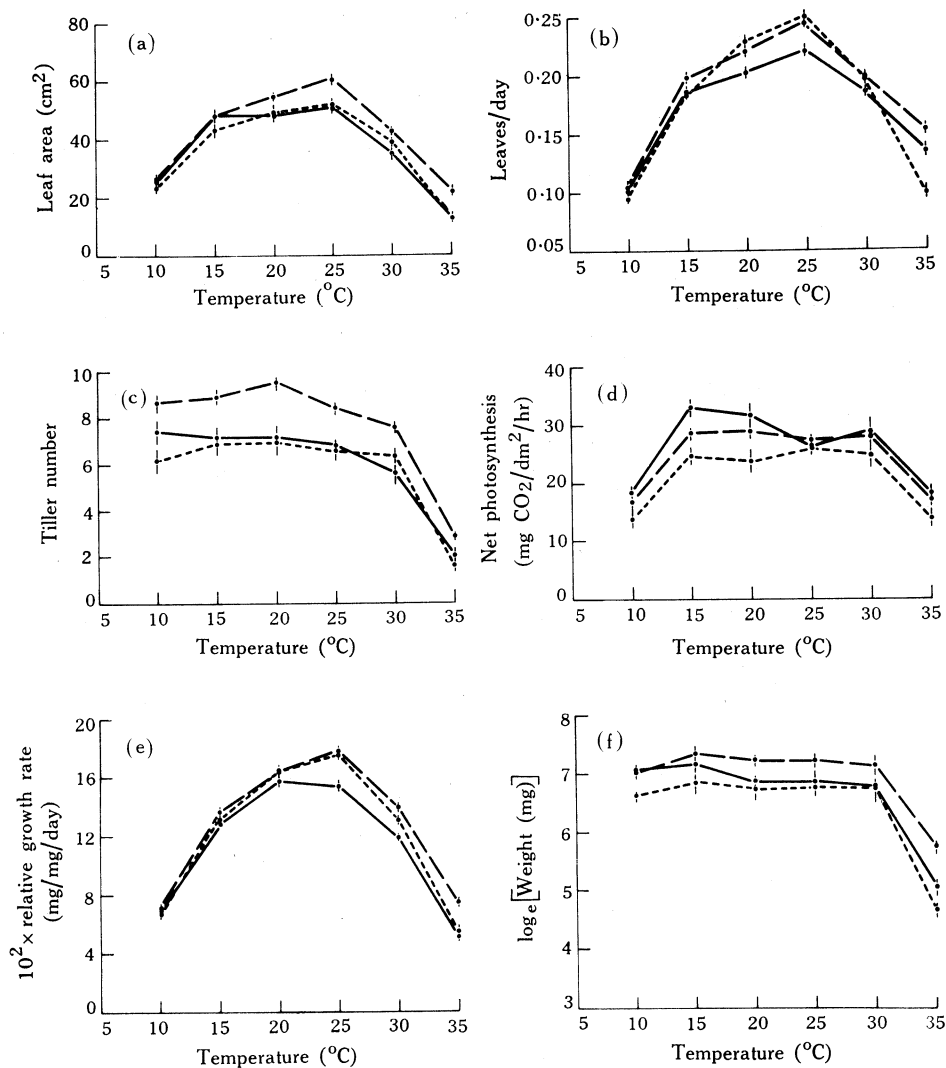 (a)
Leaf area (cm2)
80
60
40
20
0
5 10 15 20 25 30 35
Temperature (°C)
(b)
Leaves/day
0·25
0·20
0·15
0·10
0·05
5 10 15 20 25 30 35
Temperature (°C)
(c)
Tiller number
10
8
6
4
2
0
5 10 15 20 25 30 35
Temperature (°C)
(d)
Net photosynthesis
(mg CO2/dm2/hr)
40
30
20
10
0
5 10 15 20 25 30 35
Temperature (°C)
(e)
10^2 × relative growth rate
(mg/mg/day)
20
16
12
8
4
0
5 10 15 20 25 30 35
Temperature (°C)
(f)
log e[Weight (mg)]
8
7
6
5
4
3
5 10 15 20 25 30 35
Temperature (°C)